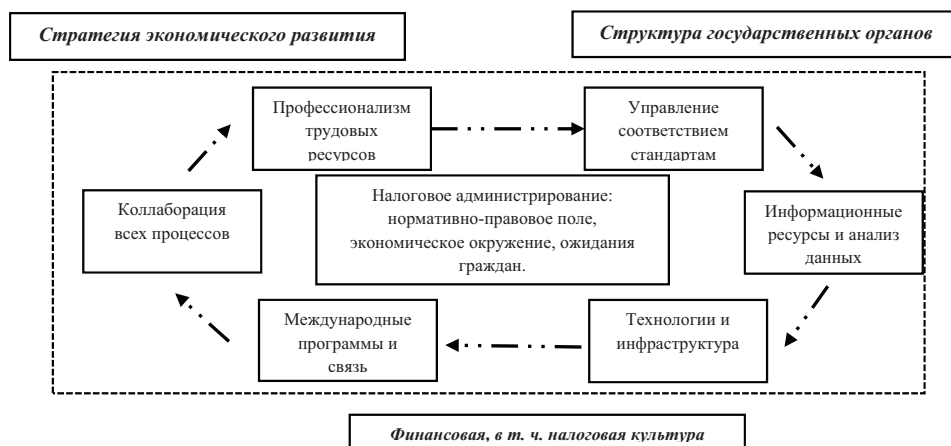 Стратегия экономического развития
Структура государственных органов
Профессионализм
трудовых
ресурсов
Управление
соответствием
стандартам
Налоговое администрирование:
нормативно-правовое поле,
экономическое окружение, ожидания
граждан.
Коллаборация
всех процессов
Информационные
ресурсы и анализ
данных
Международные
программы и
связь
Технологии и
инфраструктура
Финансовая, в т. ч. налоговая культура